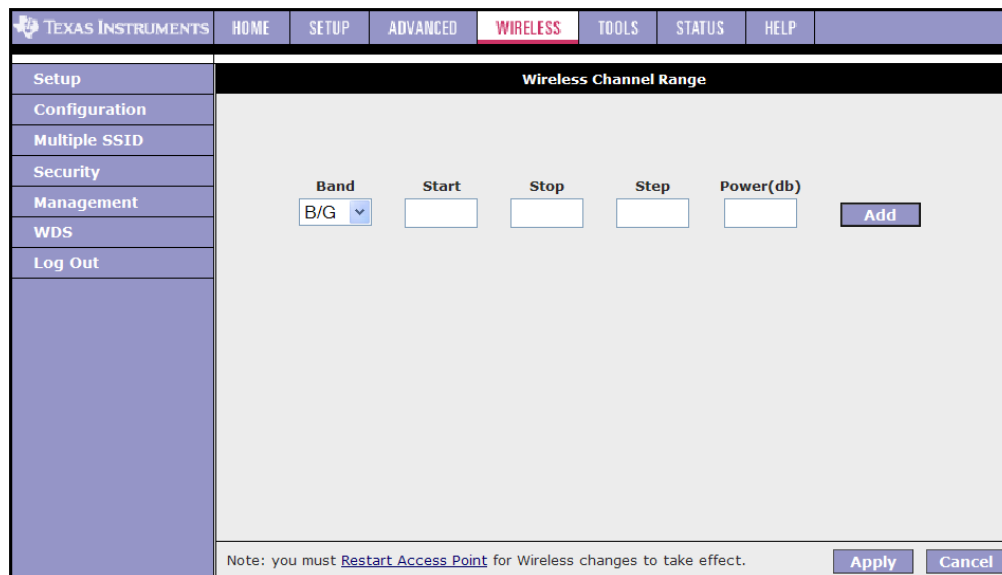 TEXAS INSTRUMENTS HOME SETUP ADVANCED WIRELESS TOOLS STATUS HELP
Setup
Configuration
Multiple SSID
Security
Management
WDS
Log Out
Wireless Channel Range
Band Start Stop Step Power(db)
B/G Add
Note: you must Restart Access Point for Wireless changes to take effect. Apply Cancel